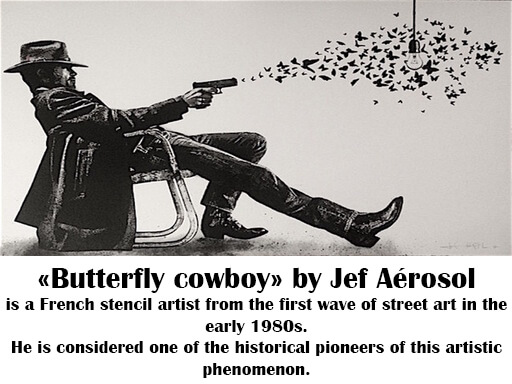 «Butterfly cowboy» by Jef Aérosol
is a French stencil artist from the first wave of street art in the
early 1980s.
He is considered one of the historical pioneers of this artistic
phenomenon.